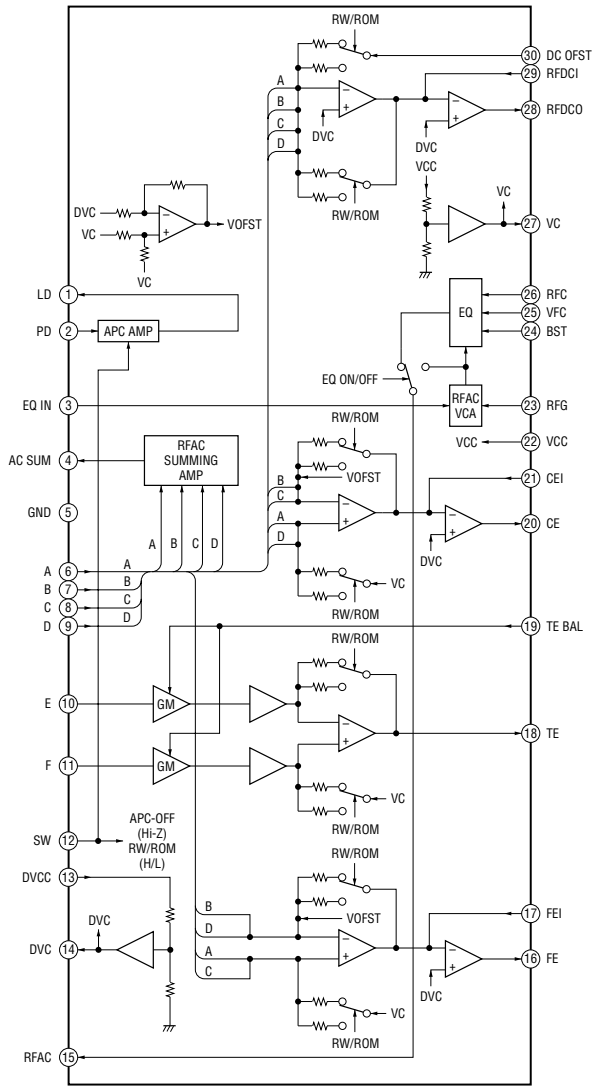 RW/ROM
30 DC OFST
29 RFDCI
A
B
DVC
28 RFDCO
C
D
DVC
VCC
RW/ROM
VC
27 VC
DVC
VC
VOFST
VC
LD 1
PD 2
APC AMP
EQ
26 RFC
25 VFC
24 BST
EQ ON/OFF
EQ IN 3
RFAC
VCA
23 RFG
RW/ROM
VCC
22 VCC
AC SUM 4
RFAC
SUMMING
AMP
VOFST
21 CEI
B
C
A
D
20 CE
GND 5
DVC
A B C D
A 6 A
B 7 B
C 8 C
D 9 D
VC
RW/ROM
19 TE BAL
RW/ROM
E 10
GM
18 TE
F 11
GM
VC
RW/ROM
SW 12
APC-OFF
(Hi-Z)
RW/ROM
(H/L)
RW/ROM
DVCC 13
DVC
B
VOFST
17 FEI
D
DVC 14
A
16 FE
C
DVC
VC
RW/ROM
RFAC 15